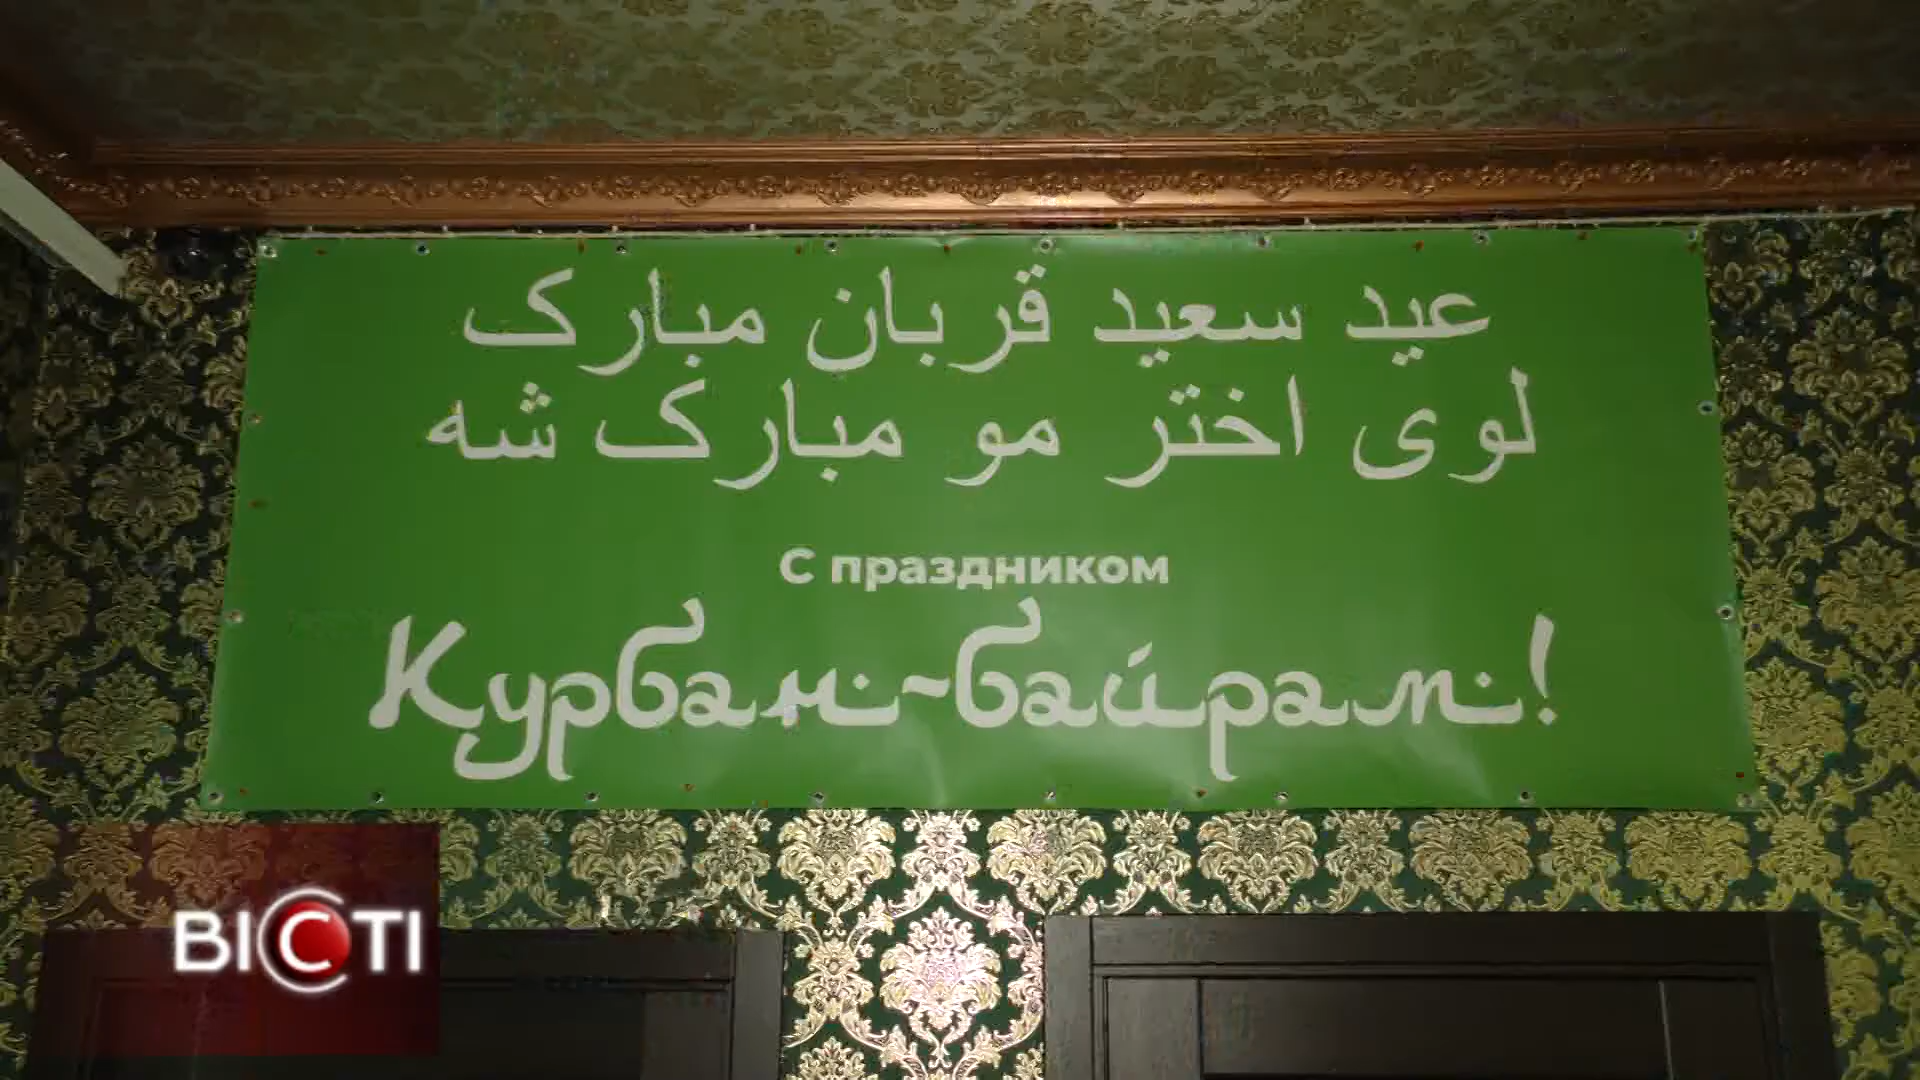 عید سعید قربان مبارک
لوی اختر مو مبارک شه
С праздником
Курбан-байрам!
ВІСТІ